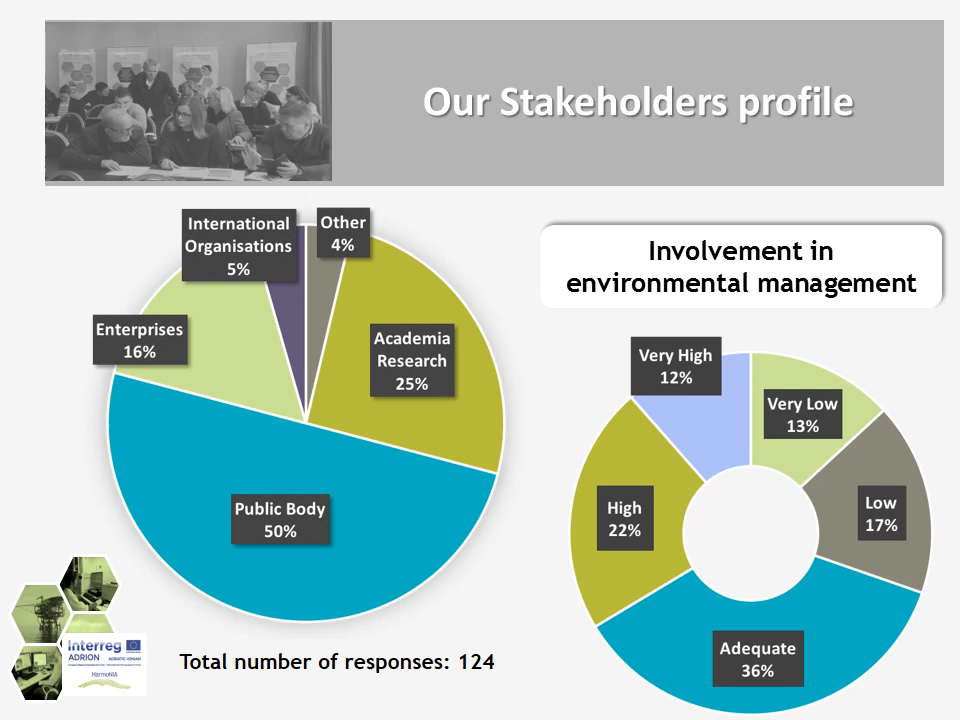 Our Stakeholders profile
International
Organisations
5%
Other
4%
Enterprises
16%
Academia
Research
25%
Public Body
50%
Total number of responses: 124
Involvement in
environmental management
Very High
12%
Very Low
13%
High
22%
Low
17%
Adequate
36%
Interreg
ADRION ADRIATIC-IONIAN
HarmoNIA